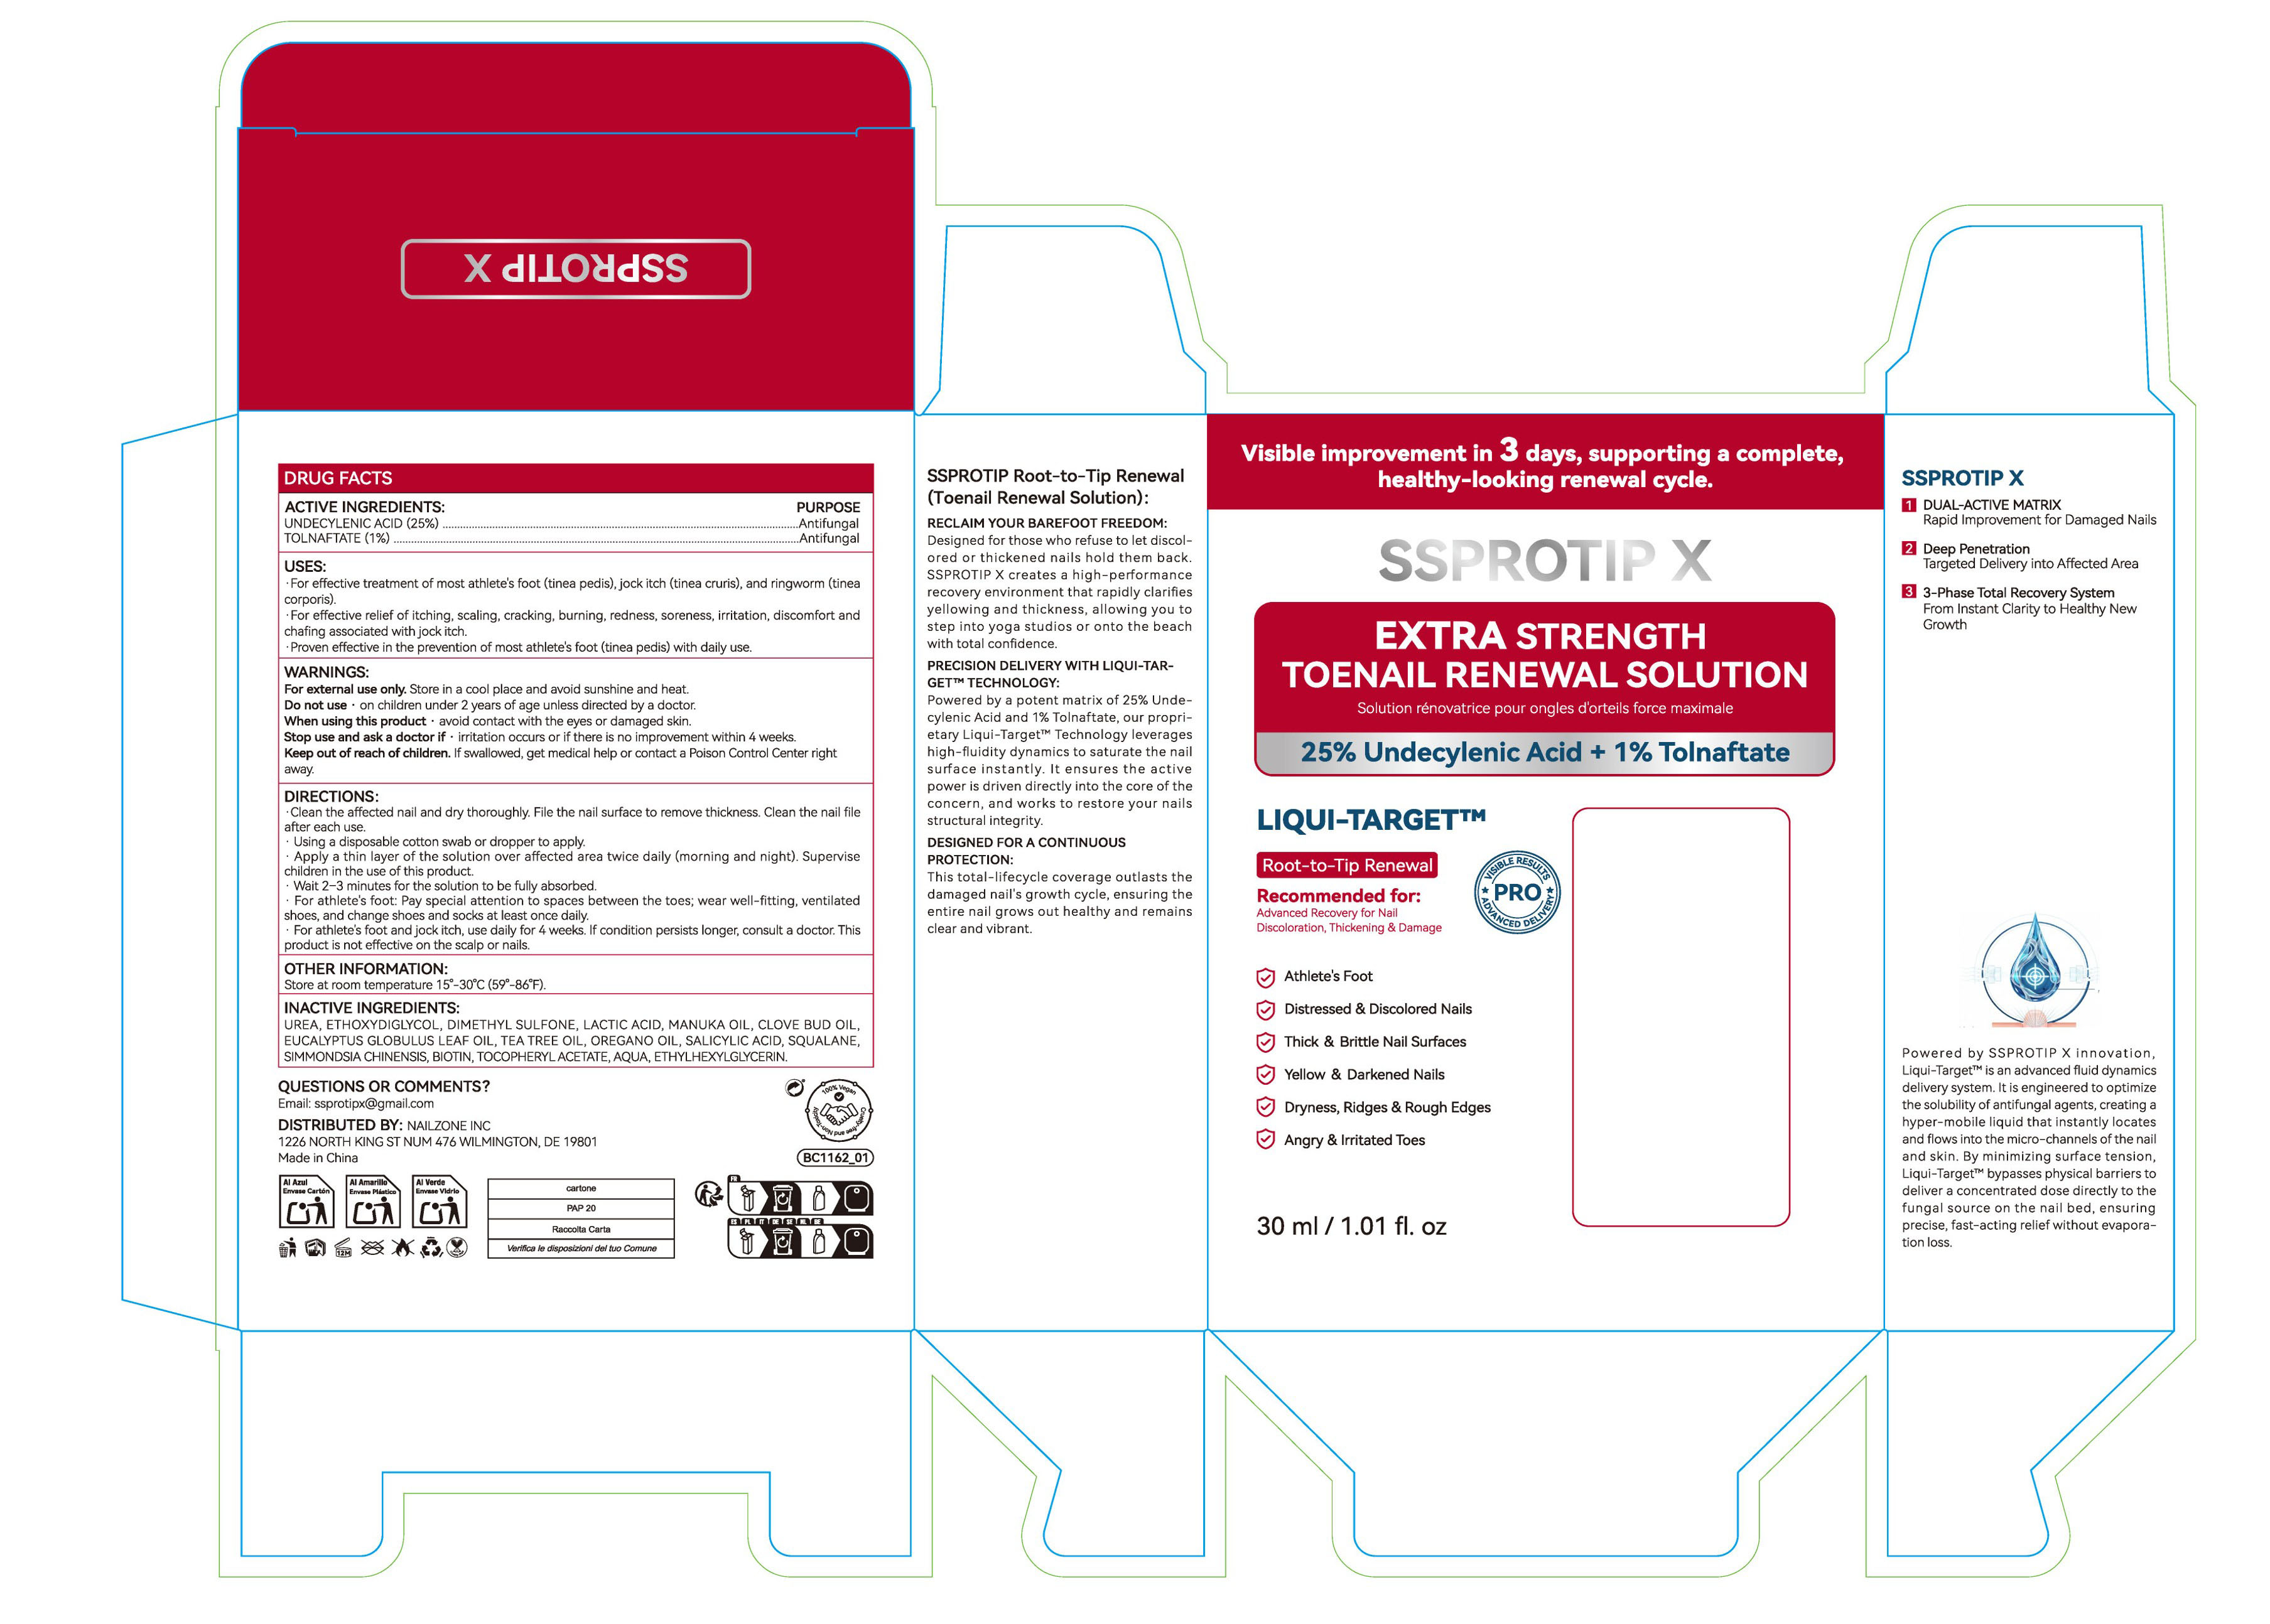 SSPROTIP X
DRUG FACTS
ACTIVE INGREDIENTS: PURPOSE
UNDECYLENIC ACID (25%) ........ Antifungal
TOLNAFTATE (1%) ........ Antifungal
USES:
·For effective treatment of most athlete's foot (tinea pedis), jock itch (tinea cruris), and ringworm (tinea
corporis).
·For effective relief of itching, scaling, cracking, burning, redness, soreness, irritation, discomfort and
chafing associated with jock itch.
·Proven effective in the prevention of most athlete's foot (tinea pedis) with daily use.
WARNINGS:
For external use only. Store in a cool place and avoid sunshine and heat.
Do not use · on children under 2 years of age unless directed by a doctor.
When using this product · avoid contact with the eyes or damaged skin.
Stop use and ask a doctor if · irritation occurs or if there is no improvement within 4 weeks.
Keep out of reach of children. If swallowed, get medical help or contact a Poison Control Center right
away.
DIRECTIONS:
·Clean the affected nail and dry thoroughly. File the nail surface to remove thickness. Clean the nail file
after each use.
· Using a disposable cotton swab or dropper to apply.
· Apply a thin layer of the solution over affected area twice daily (morning and night). Supervise
children in the use of this product.
· Wait 2–3 minutes for the solution to be fully absorbed.
· For athlete's foot: Pay special attention to spaces between the toes; wear well-fitting, ventilated
shoes, and change shoes and socks at least once daily.
· For athlete's foot and jock itch, use daily for 4 weeks. If condition persists longer, consult a doctor. This
product is not effective on the scalp or nails.
OTHER INFORMATION:
Store at room temperature 15°-30°C (59°-86°F).
INACTIVE INGREDIENTS:
UREA, ETHOXYDIGLYCOL, DIMETHYL SULFONE, LACTIC ACID, MANUKA OIL, CLOVE BUD OIL,
EUCALYPTUS GLOBULUS LEAF OIL, TEA TREE OIL, OREGANO OIL, SALICYLIC ACID, SQUALANE,
SIMMONDSIA CHINENSIS, BIOTIN, TOCOPHERYL ACETATE, AQUA, ETHYLHEXYLGLYCERIN.
QUESTIONS OR COMMENTS?
Email: ssprotipx@gmail.com
DISTRIBUTED BY: NAILZONE INC
1226 NORTH KING ST NUM 476 WILMINGTON, DE 19801
Made in China
100% Vegan
Cruelty-free and Non-Toxic
BC1162_01
Al Azul
Envase Cartón
Al Amarillo
Envase Plástico
Al Verde
Envase Vidrio
12M
cartone
PAP 20
Raccolta Carta
Verifica le disposizioni del tuo Comune
FR
ES PL IT DE SE NL BE
SSPROTIP Root-to-Tip Renewal
(Toenail Renewal Solution):
RECLAIM YOUR BAREFOOT FREEDOM:
Designed for those who refuse to let discol-
ored or thickened nails hold them back.
SSPROTIP X creates a high-performance
recovery environment that rapidly clarifies
yellowing and thickness, allowing you to
step into yoga studios or onto the beach
with total confidence.
PRECISION DELIVERY WITH LIQUI-TAR-
GET™ TECHNOLOGY:
Powered by a potent matrix of 25% Unde-
cylenic Acid and 1% Tolnaftate, our propri-
etary Liqui-Target™ Technology leverages
high-fluidity dynamics to saturate the nail
surface instantly. It ensures the active
power is driven directly into the core of the
concern, and works to restore your nails
structural integrity.
DESIGNED FOR A CONTINUOUS
PROTECTION:
This total-lifecycle coverage outlasts the
damaged nail's growth cycle, ensuring the
entire nail grows out healthy and remains
clear and vibrant.
Visible improvement in 3 days, supporting a complete,
healthy-looking renewal cycle.
SSPROTIP X
EXTRA STRENGTH
TOENAIL RENEWAL SOLUTION
Solution rénovatrice pour ongles d'orteils force maximale
25% Undecylenic Acid + 1% Tolnaftate
LIQUI-TARGET™
Root-to-Tip Renewal
Recommended for:
Advanced Recovery for Nail
Discoloration, Thickening & Damage
VISIBLE RESULTS
PRO
ADVANCED DELIVERY
Athlete's Foot
Distressed & Discolored Nails
Thick & Brittle Nail Surfaces
Yellow & Darkened Nails
Dryness, Ridges & Rough Edges
Angry & Irritated Toes
30 ml / 1.01 fl. oz
SSPROTIP X
1 DUAL-ACTIVE MATRIX
Rapid Improvement for Damaged Nails
2 Deep Penetration
Targeted Delivery into Affected Area
3 3-Phase Total Recovery System
From Instant Clarity to Healthy New
Growth
Powered by SSPROTIP X innovation,
Liqui-Target™ is an advanced fluid dynamics
delivery system. It is engineered to optimize
the solubility of antifungal agents, creating a
hyper-mobile liquid that instantly locates
and flows into the micro-channels of the nail
and skin. By minimizing surface tension,
Liqui-Target™ bypasses physical barriers to
deliver a concentrated dose directly to the
fungal source on the nail bed, ensuring
precise, fast-acting relief without evapora-
tion loss.